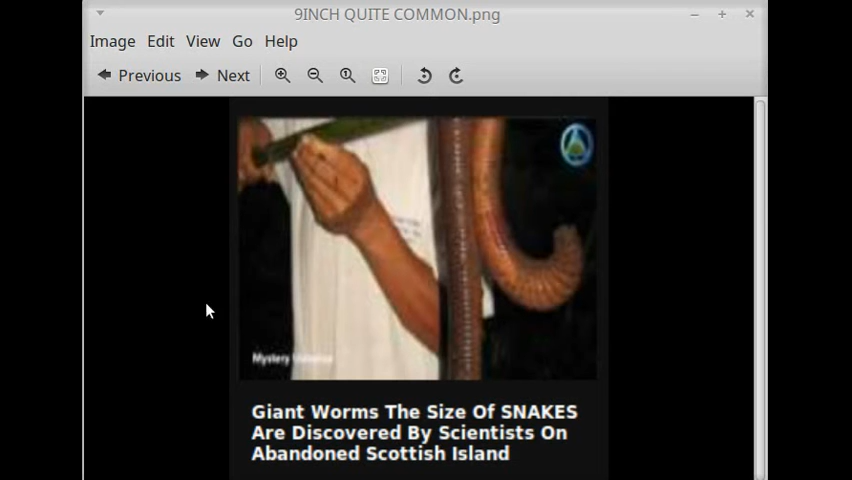 9INCH QUITE COMMON.png
Image Edit View Go Help
Previous Next
Mystery
Giant Worms The Size Of SNAKES
Are Discovered By Scientists On
Abandoned Scottish Island